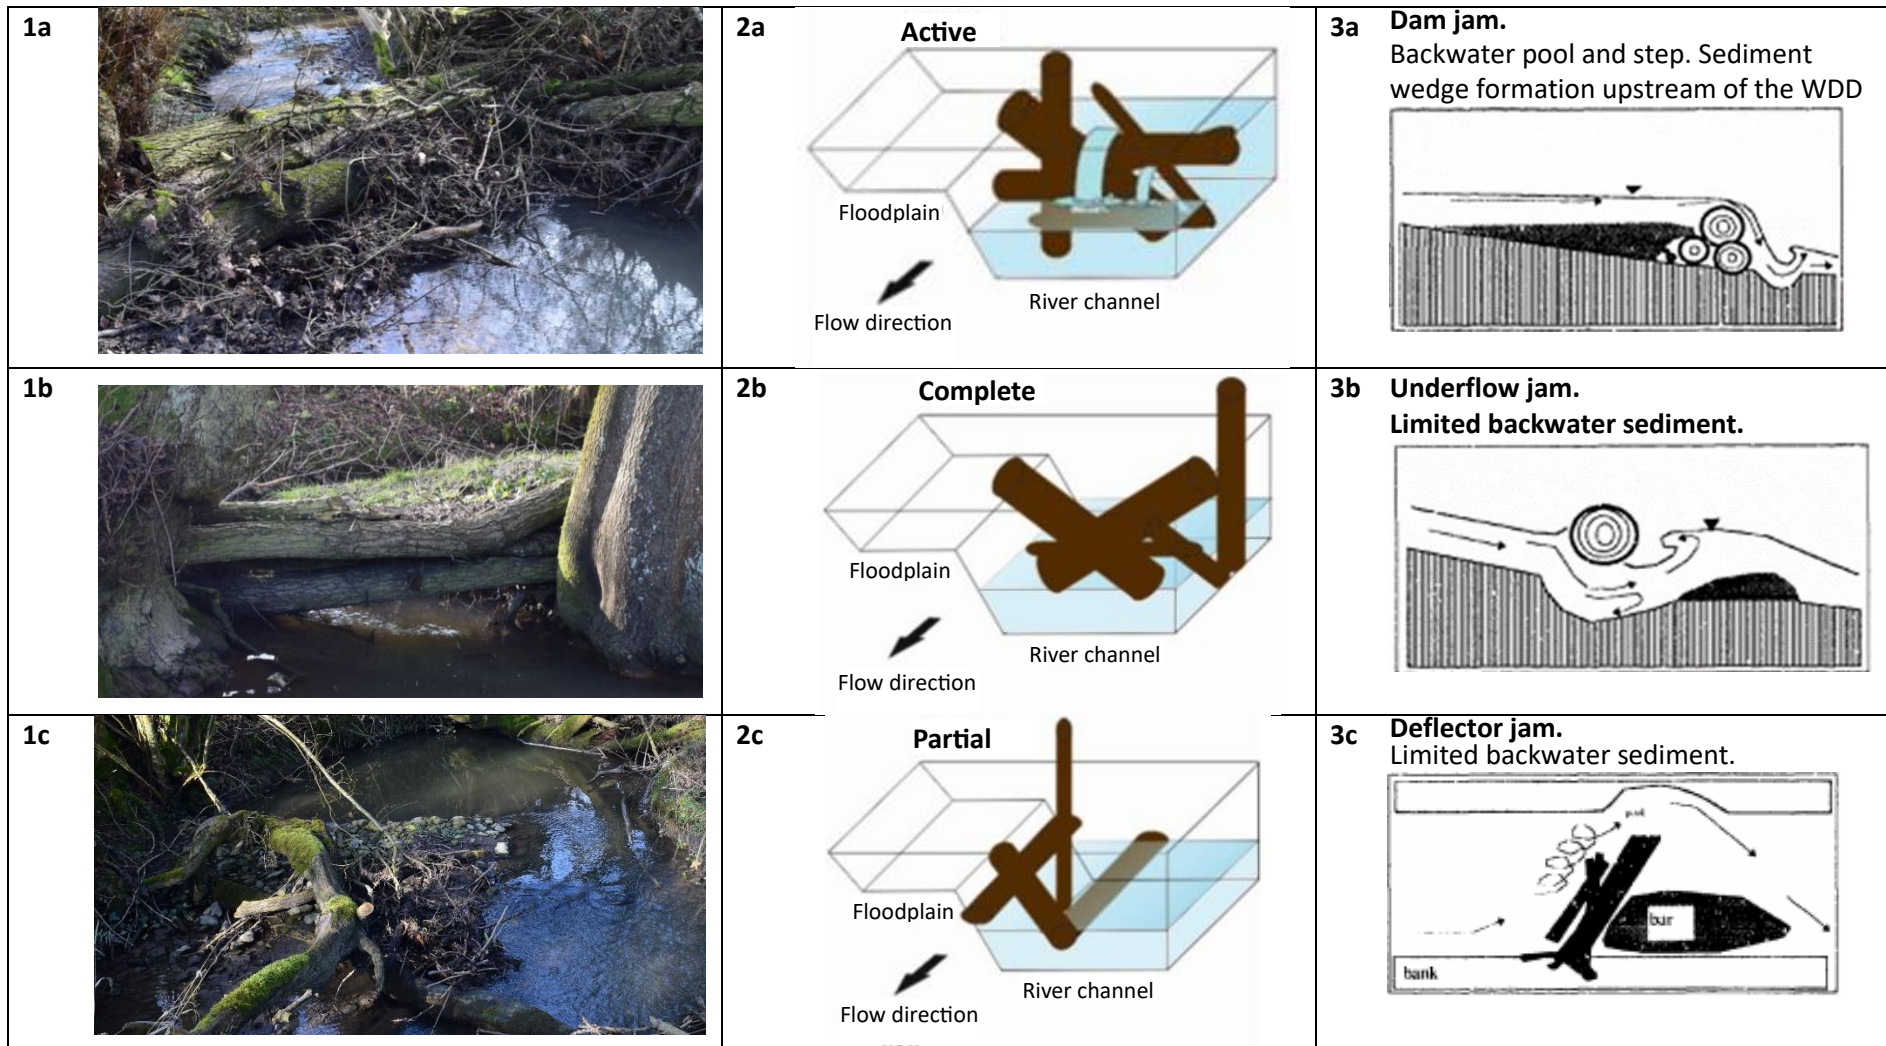 1a
2a
Active
Floodplain
Flow direction
River channel
3a
Dam jam.
Backwater pool and step. Sediment
wedge formation upstream of the WDD
1b
2b
Complete
Floodplain
Flow direction
River channel
3b
Underflow jam.
Limited backwater sediment.
1c
2c
Partial
Floodplain
Flow direction
River channel
3c
Deflector jam.
Limited backwater sediment.
pool
bar
bank